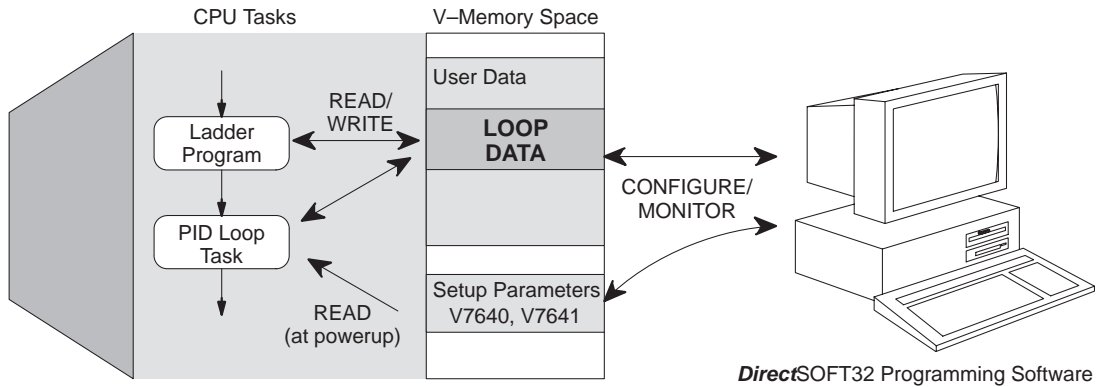 CPU Tasks
V–Memory Space
User Data
READ/
WRITE
Ladder
Program
LOOP
DATA
CONFIGURE/
MONITOR
PID Loop
Task
READ
(at powerup)
Setup Parameters
V7640, V7641
DirectSOFT32 Programming Software